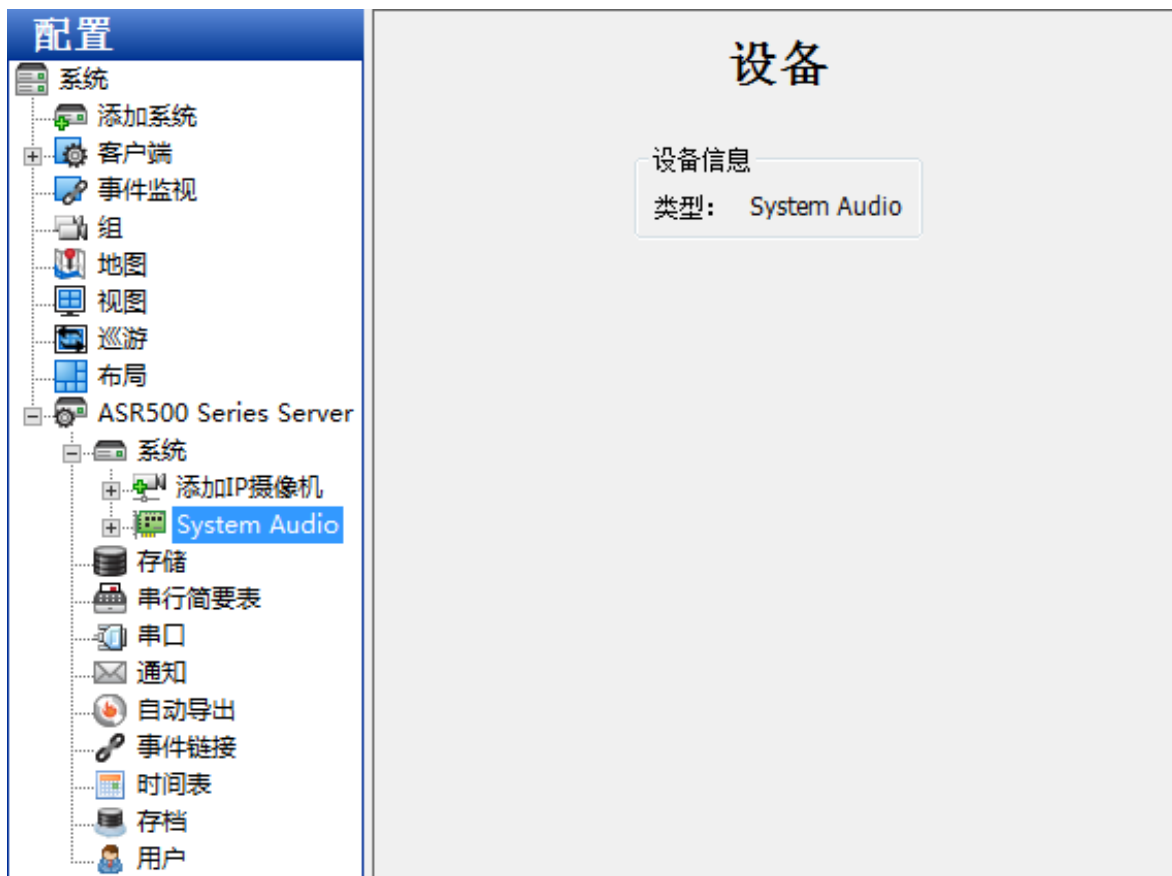 配置
系统
添加系统
客户端
事件监视
组
地图
视图
巡游
布局
ASR500 Series Server
系统
添加IP摄像机
System Audio
存储
串行简要表
串口
通知
自动导出
事件链接
时间表
存档
用户
设备
设备信息
类型： System Audio